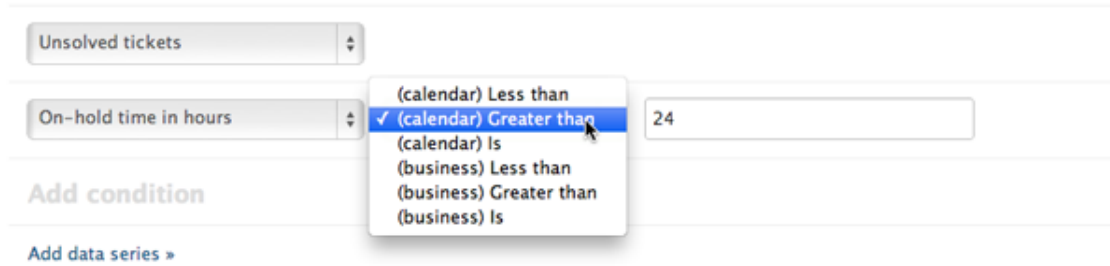 Unsolved tickets
(calendar) Less than
On-hold time in hours ✓ (calendar) Greater than 24
(calendar) Is
(business) Less than
(business) Greater than
(business) Is
Add condition
Add data series »